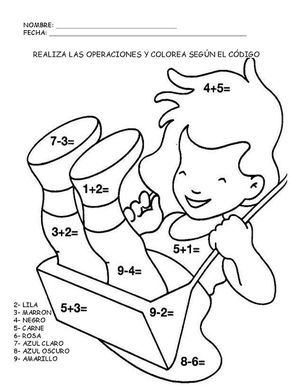 NOMBRE: ______________________
FECHA: ______________________
REALIZA LAS OPERACIONES Y COLOREA SEGÚN EL CÓDIGO
4+5=
7-3=
1+2=
3+2=
5+1=
9-4=
5+3=
9-2=
8-6=
2- LILA
3- MARRON
4- NEGRO
5- CARNE
6- ROSA
7- AZUL CLARO
8- AZUL OSCURO
9- AMARILLO